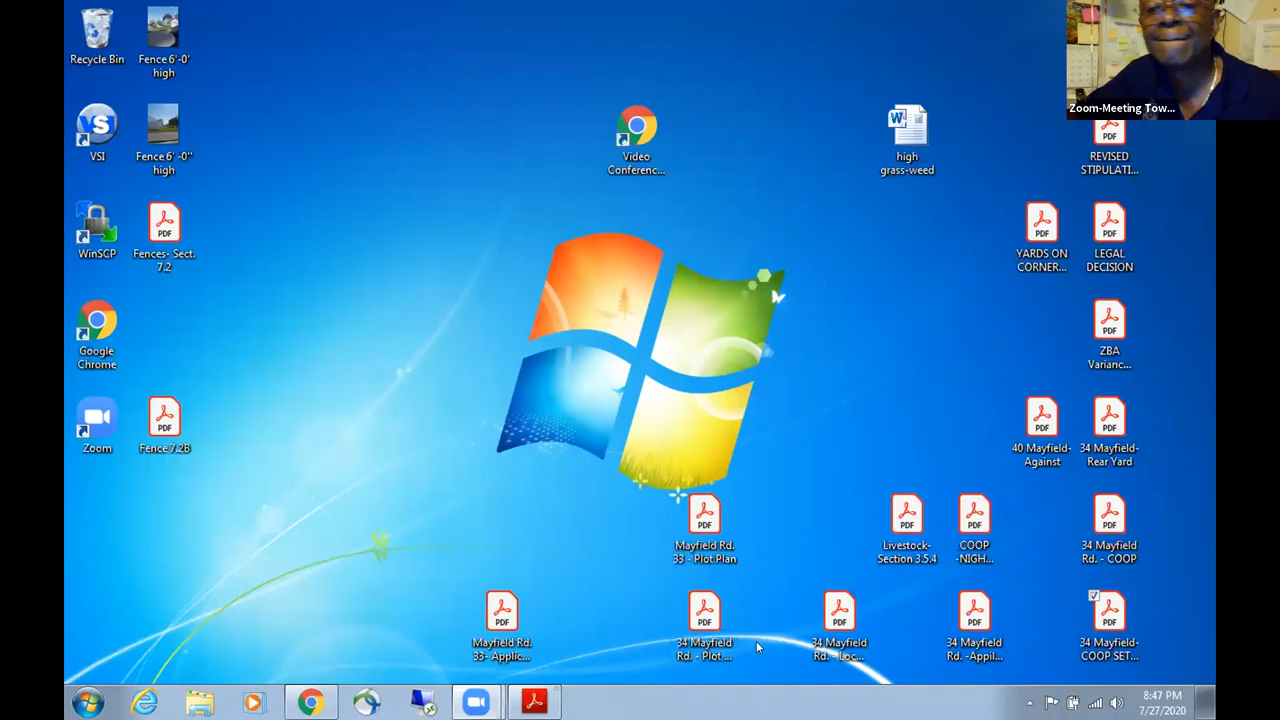 Recycle Bin
Fence 6'-0'
high
Zoom-Meeting Tow...
VSI
Fence 6' -0"
high
Video
Conferenc...
high
grass-weed
REVISED
STIPULATI...
WinSCP
Fences- Sect.
7.2
YARDS ON
CORNER...
LEGAL
DECISION
Google
Chrome
ZBA
Varianc...
Zoom
Fence 7.2B
40 Mayfield-
Against
34 Mayfield-
Rear Yard
Mayfield Rd.
33 - Plot Plan
Livestock-
Section 3.5.4
COOP
-NIGH...
34 Mayfield
Rd. - COOP
Mayfield Rd.
33- Applic...
34 Mayfield
Rd. - Plot ...
34 Mayfield
Rd. - Loc...
34 Mayfield
Rd. -Appil...
34 Mayfield-
COOP SET...
8:47 PM
7/27/2020